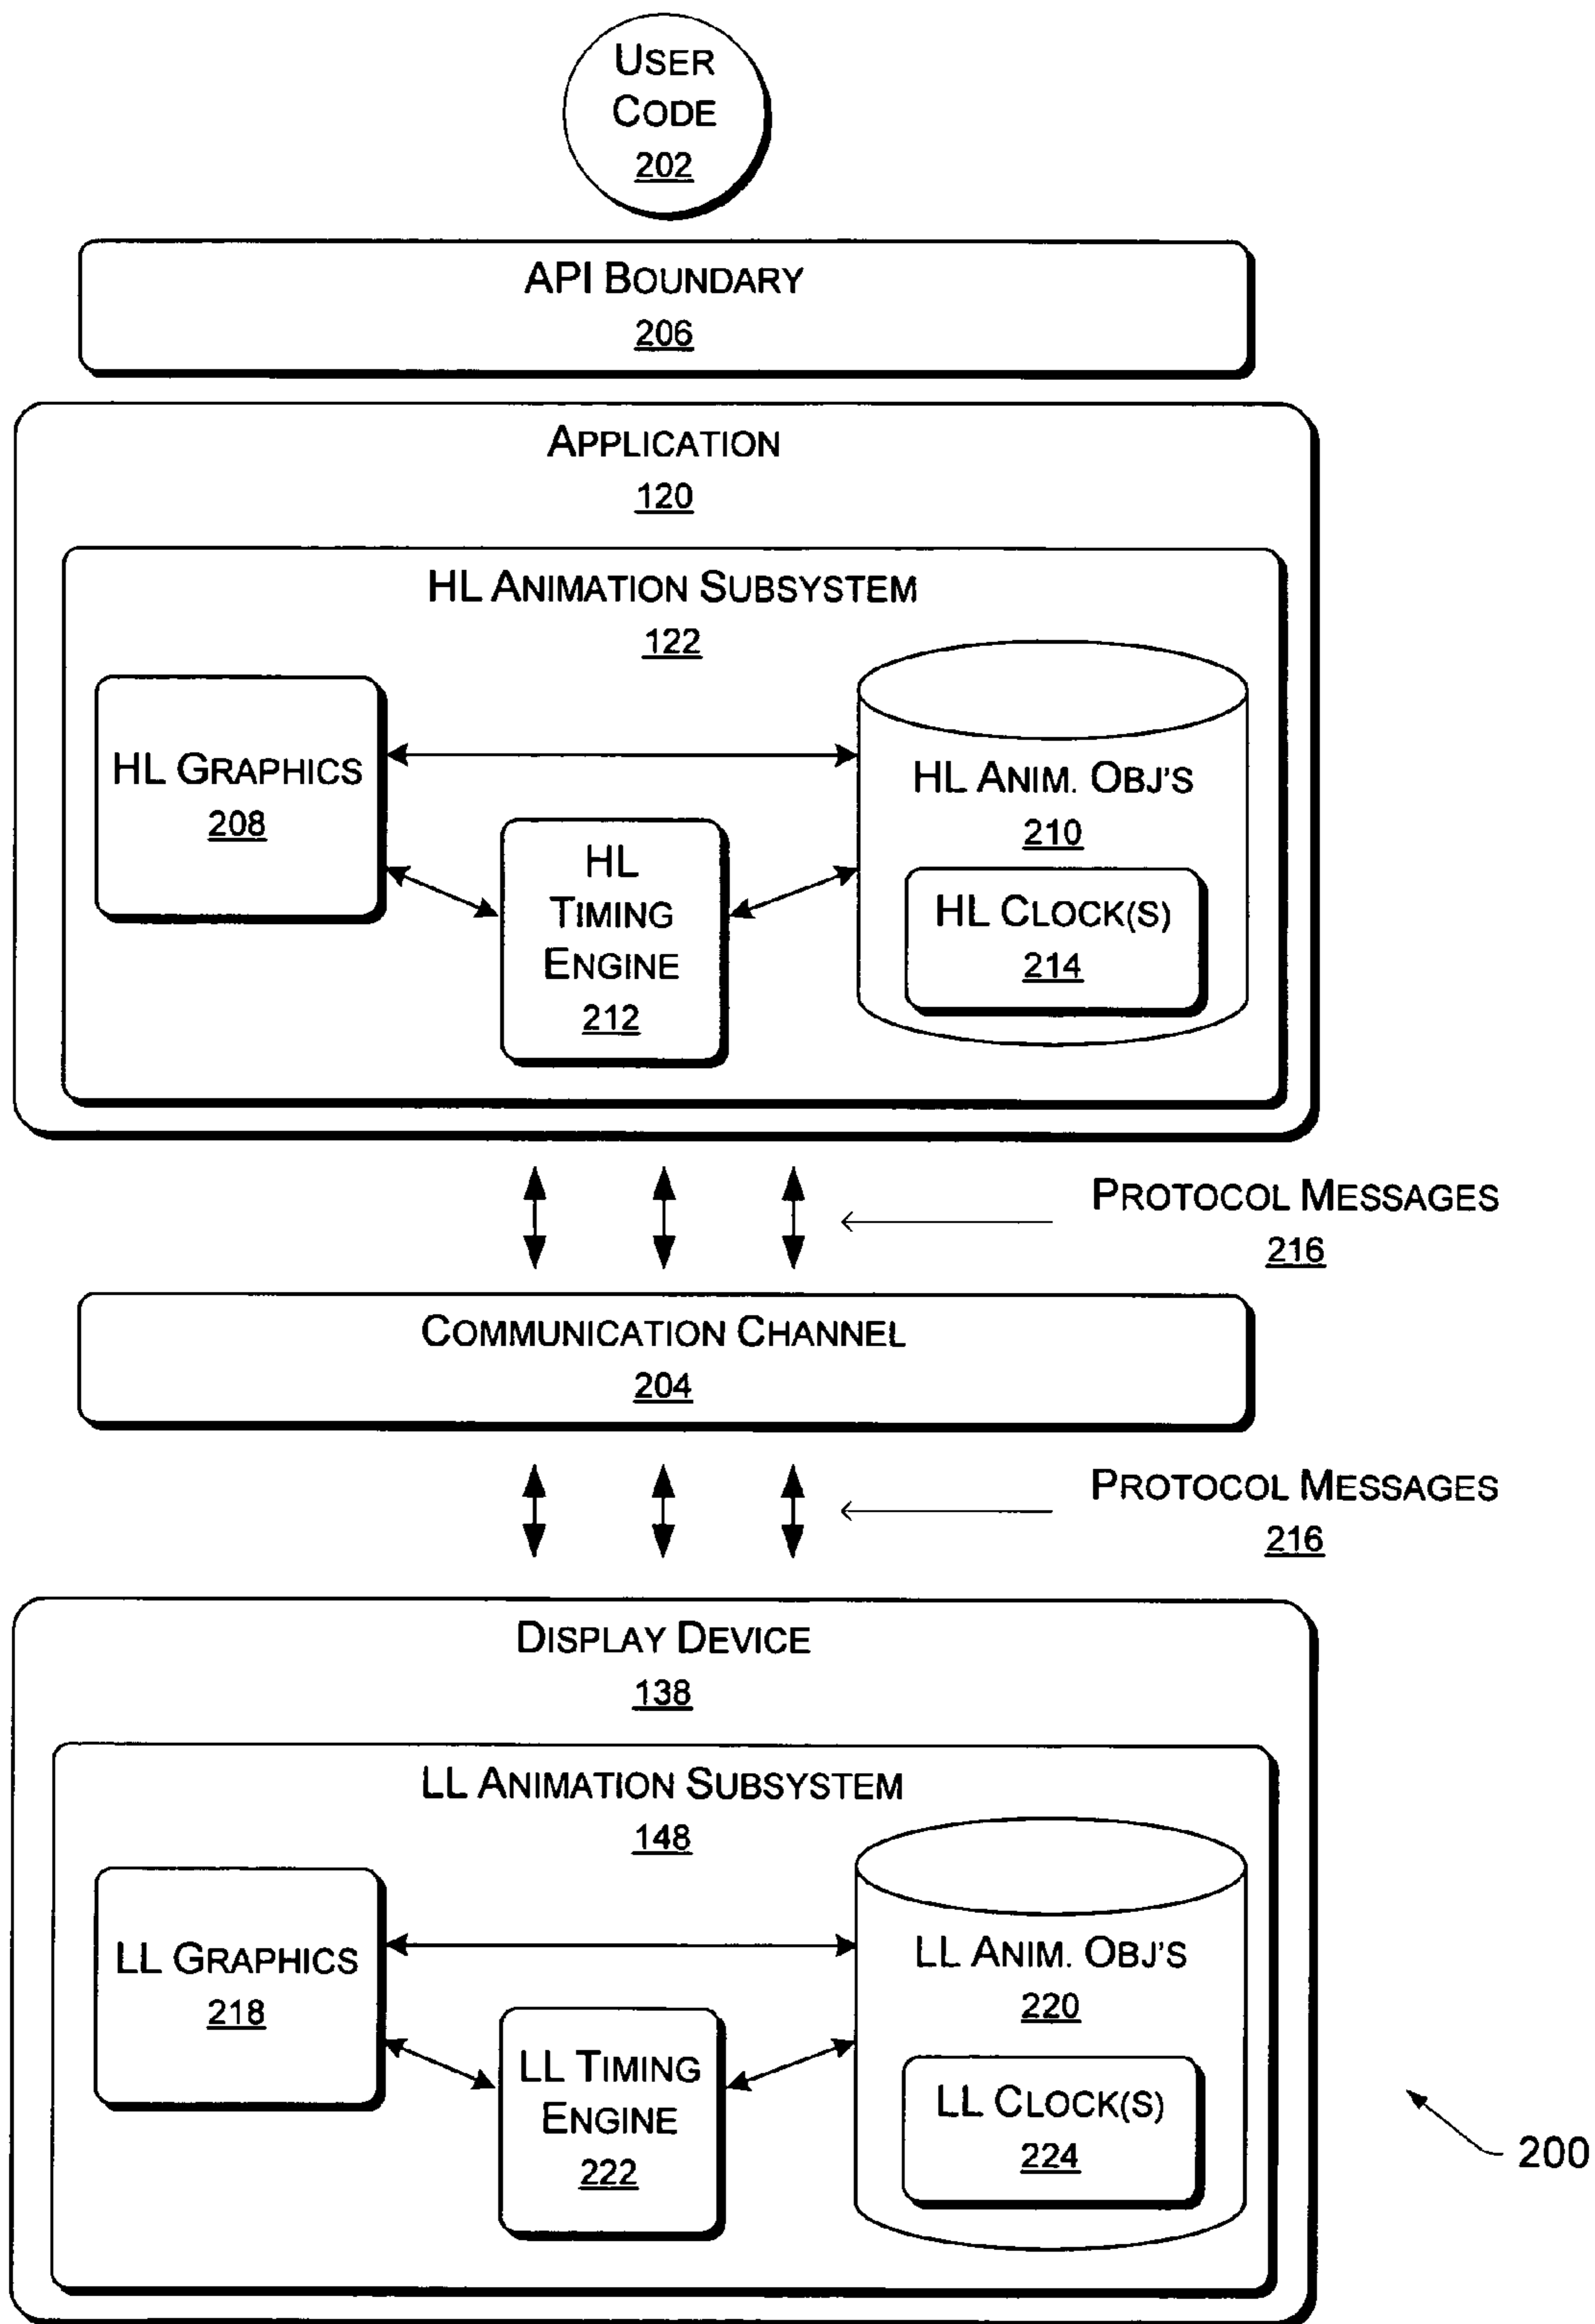 USER
CODE
202
API BOUNDARY
206
APPLICATION
120
HL ANIMATION SUBSYSTEM
122
HL GRAPHICS
208
HL
TIMING
ENGINE
212
HL ANIM. OBJ'S
210
HL CLOCK(S)
214
PROTOCOL MESSAGES
216
COMMUNICATION CHANNEL
204
PROTOCOL MESSAGES
216
DISPLAY DEVICE
138
LL ANIMATION SUBSYSTEM
148
LL GRAPHICS
218
LL TIMING
ENGINE
222
LL ANIM. OBJ'S
220
LL CLOCK(S)
224
200